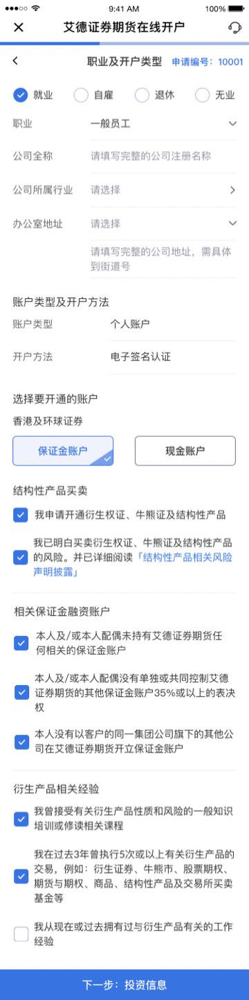 9:41 AM
100%
艾德证券期货在线开户
职业及开户类型
申请编号：10001
就业
自雇
退休
无业
职业
一般员工
公司全称
请填写完整的公司注册名称
公司所属行业
请选择
办公室地址
请选择
请填写完整的公司地址，需具体
到街道号
账户类型及开户方法
账户类型
个人账户
开户方法
电子签名认证
选择要开通的账户
香港及环球证券
保证金账户
现金账户
结构性产品买卖
我申请开通衍生权证、牛熊证及结构性产品
我已明白买卖衍生权证、牛熊证及结构性产品
的风险。并已详细阅读「结构性产品相关风险
声明披露」
相关保证金融资账户
本人及/或本人配偶未持有艾德证券期货任
何相关的保证金账户
本人及/或本人配偶没有单独或共同控制艾德
证券期货的其他保证金账户35%或以上的表决
权
本人没有以客户的同一集团公司旗下的其他公
司在艾德证券期货开立保证金账户
衍生产品相关经验
我曾接受有关衍生产品性质和风险的一般知识
培训或修读相关课程
我在过去3年曾执行5次或以上有关衍生产品的
交易，例如：衍生证券、牛熊市、股票期权、
期货与期权、商品、结构性产品及交易所买卖
基金等
我从现在或过去拥有过与衍生产品有关的工作
经验
下一步：投资信息